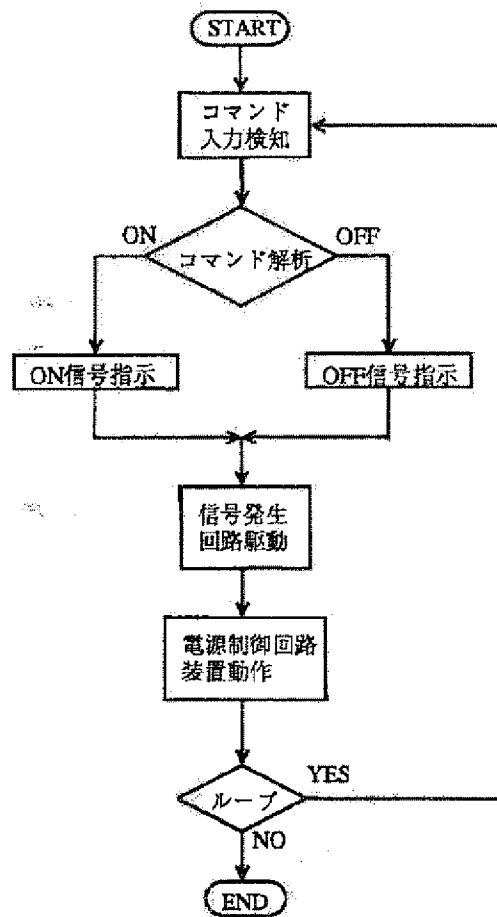 START
コマンド
入力検知
ON
OFF
コマンド解析
ON信号指示
OFF信号指示
信号発生
回路駆動
電源制御回路
装置動作
ループ
YES
NO
END